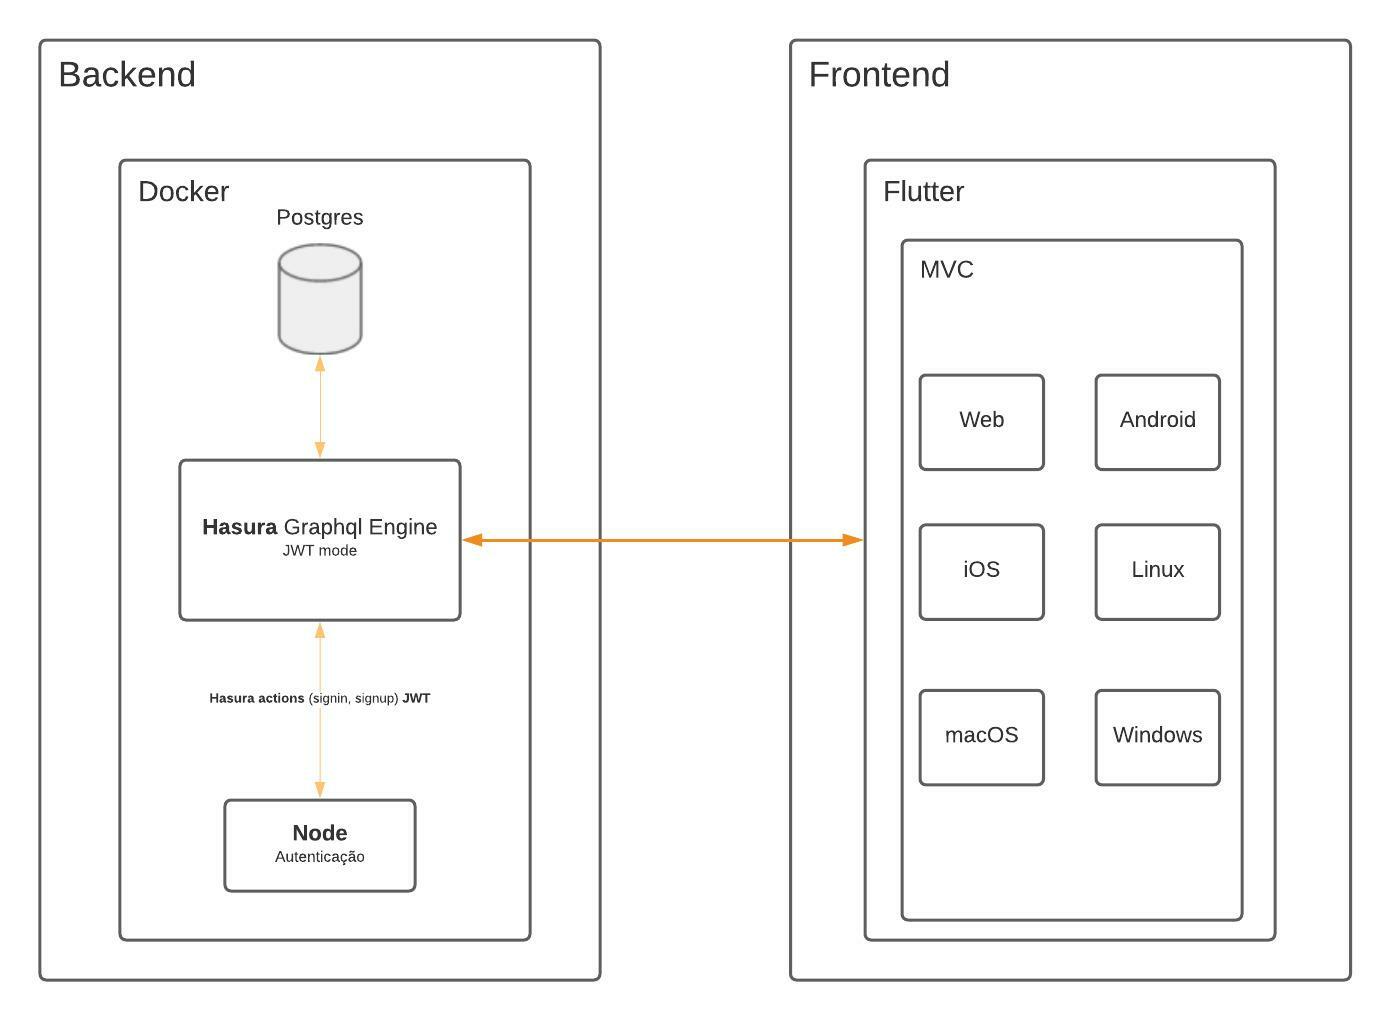 Backend
Docker
Postgres
Hasura Graphql Engine
JWT mode
Hasura actions (signin, signup) JWT
Node
Autenticação
Frontend
Flutter
MVC
Web
Android
iOS
Linux
macOS
Windows